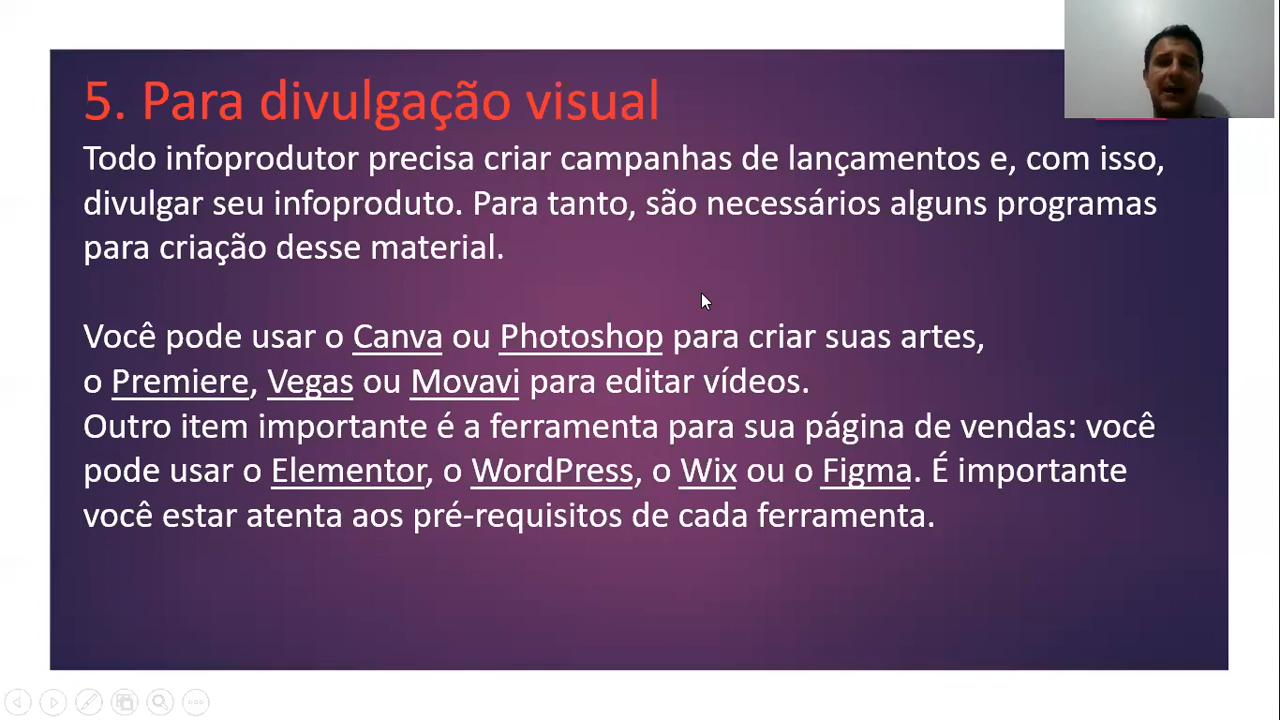 5. Para divulgação visual
Todo infoprodutor precisa criar campanhas de lançamentos e, com isso,
divulgar seu infoproduto. Para tanto, são necessários alguns programas
para criação desse material.
Você pode usar o Canva ou Photoshop para criar suas artes,
o Premiere, Vegas ou Movavi para editar vídeos.
Outro item importante é a ferramenta para sua página de vendas: você
pode usar o Elementor, o WordPress, o Wix ou o Figma. É importante
você estar atenta aos pré-requisitos de cada ferramenta.